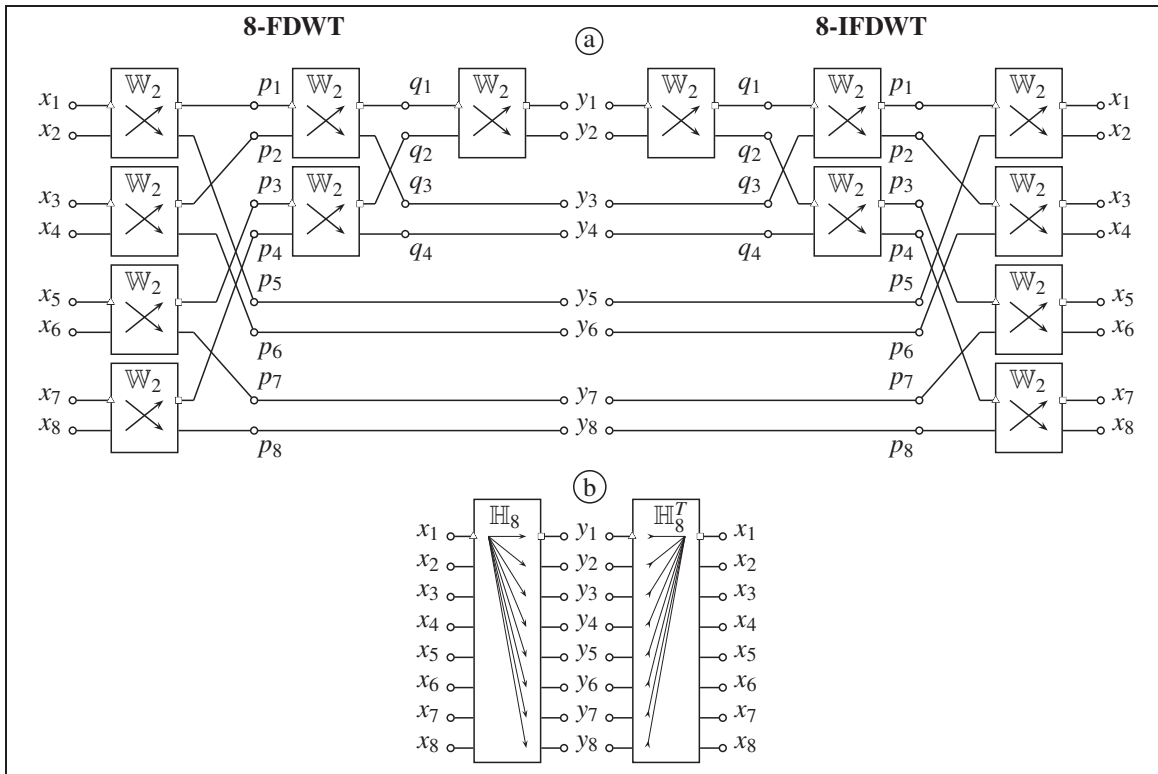 8-FDWT 8-IFDWT
a
𝕎₂ 𝕎₂ 𝕎₂ 𝕎₂ 𝕎₂ 𝕎₂
x₁ p₁ q₁ y₁ q₁ p₁ x₁
x₂ p₂ q₂ y₂ q₂ p₂ x₂
𝕎₂ 𝕎₂ 𝕎₂ 𝕎₂
x₃ p₃ q₃ y₃ q₃ p₃ x₃
x₄ p₄ q₄ y₄ q₄ p₄ x₄
𝕎₂ 𝕎₂
x₅ p₅ y₅ p₅ x₅
x₆ p₆ y₆ p₆ x₆
𝕎₂ 𝕎₂
x₇ p₇ y₇ p₇ x₇
x₈ p₈ y₈ p₈ x₈
b
ℍ₈ ℍ₈ᵀ
x₁ y₁ x₁
x₂ y₂ x₂
x₃ y₃ x₃
x₄ y₄ x₄
x₅ y₅ x₅
x₆ y₆ x₆
x₇ y₇ x₇
x₈ y₈ x₈